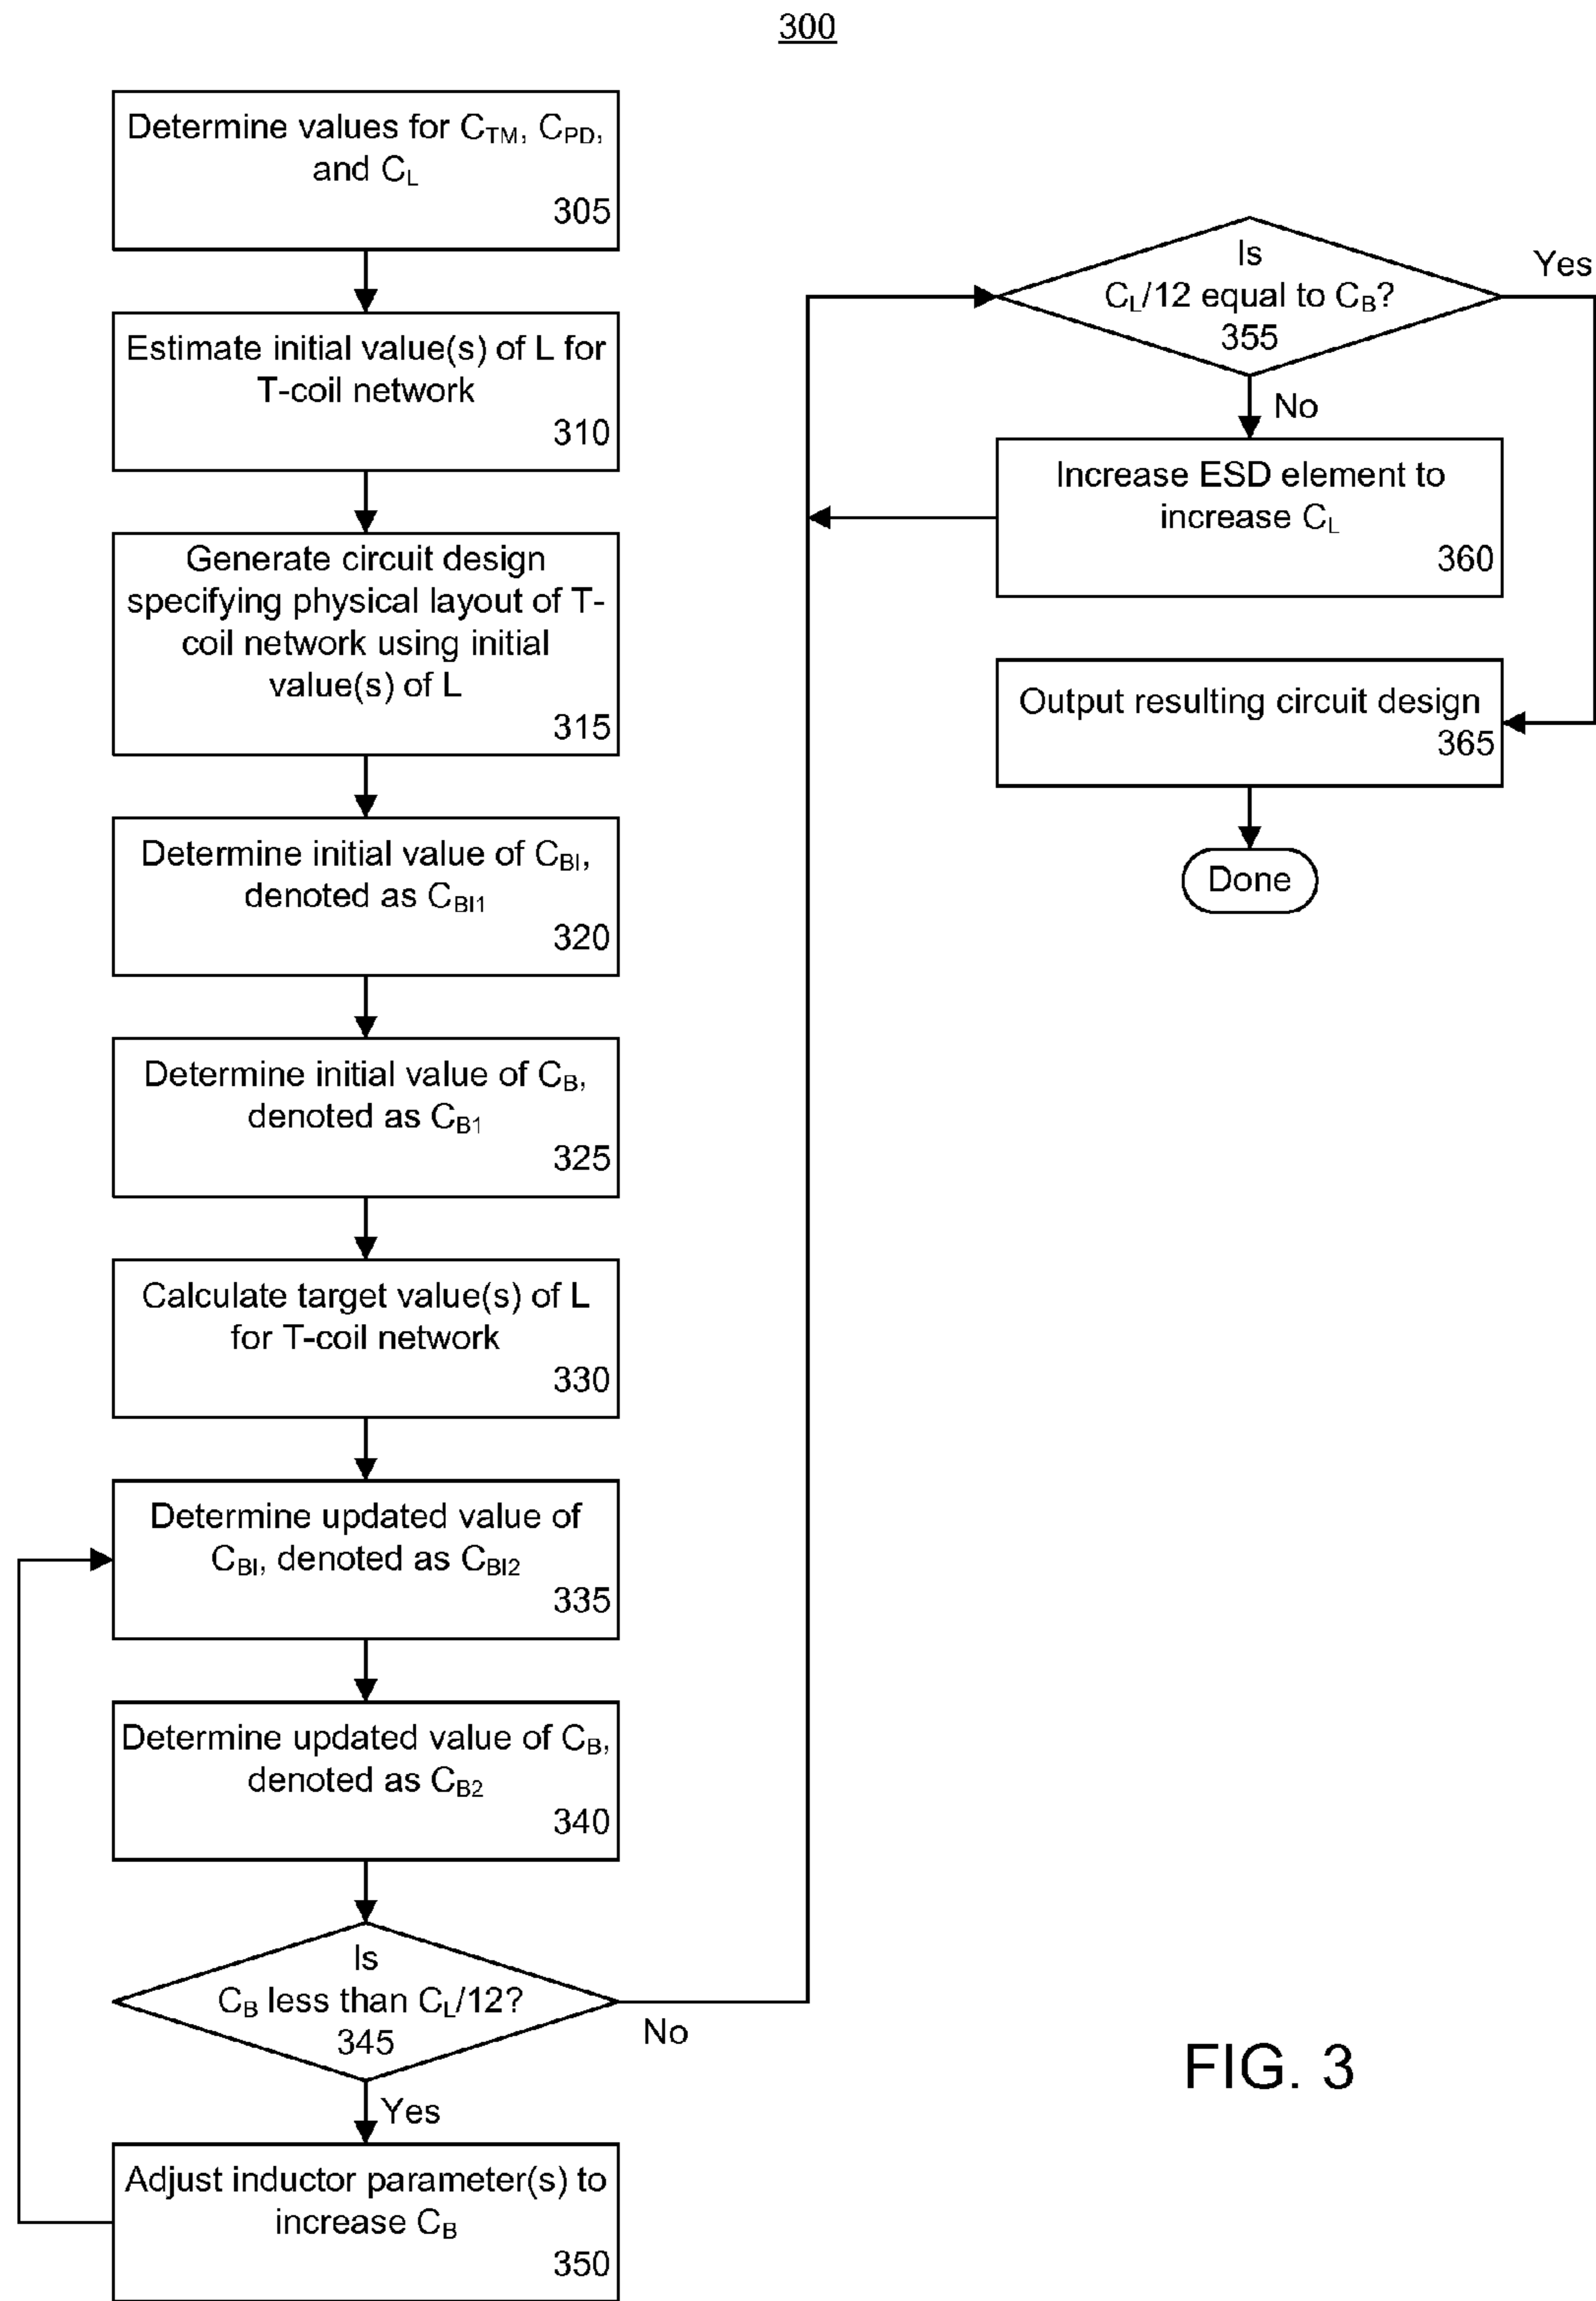 300
Determine values for C_TM, C_PD,
and C_L
305
Estimate initial value(s) of L for
T-coil network
310
Generate circuit design
specifying physical layout of T-
coil network using initial
value(s) of L
315
Determine initial value of C_BI,
denoted as C_BI1
320
Determine initial value of C_B,
denoted as C_B1
325
Calculate target value(s) of L
for T-coil network
330
Determine updated value of
C_BI, denoted as C_BI2
335
Determine updated value of C_B,
denoted as C_B2
340
Is
C_B less than C_L/12?
345
No
Yes
Adjust inductor parameter(s) to
increase C_B
350
Is
C_L/12 equal to C_B?
355
Yes
No
Increase ESD element to
increase C_L
360
Output resulting circuit design
365
Done
FIG. 3